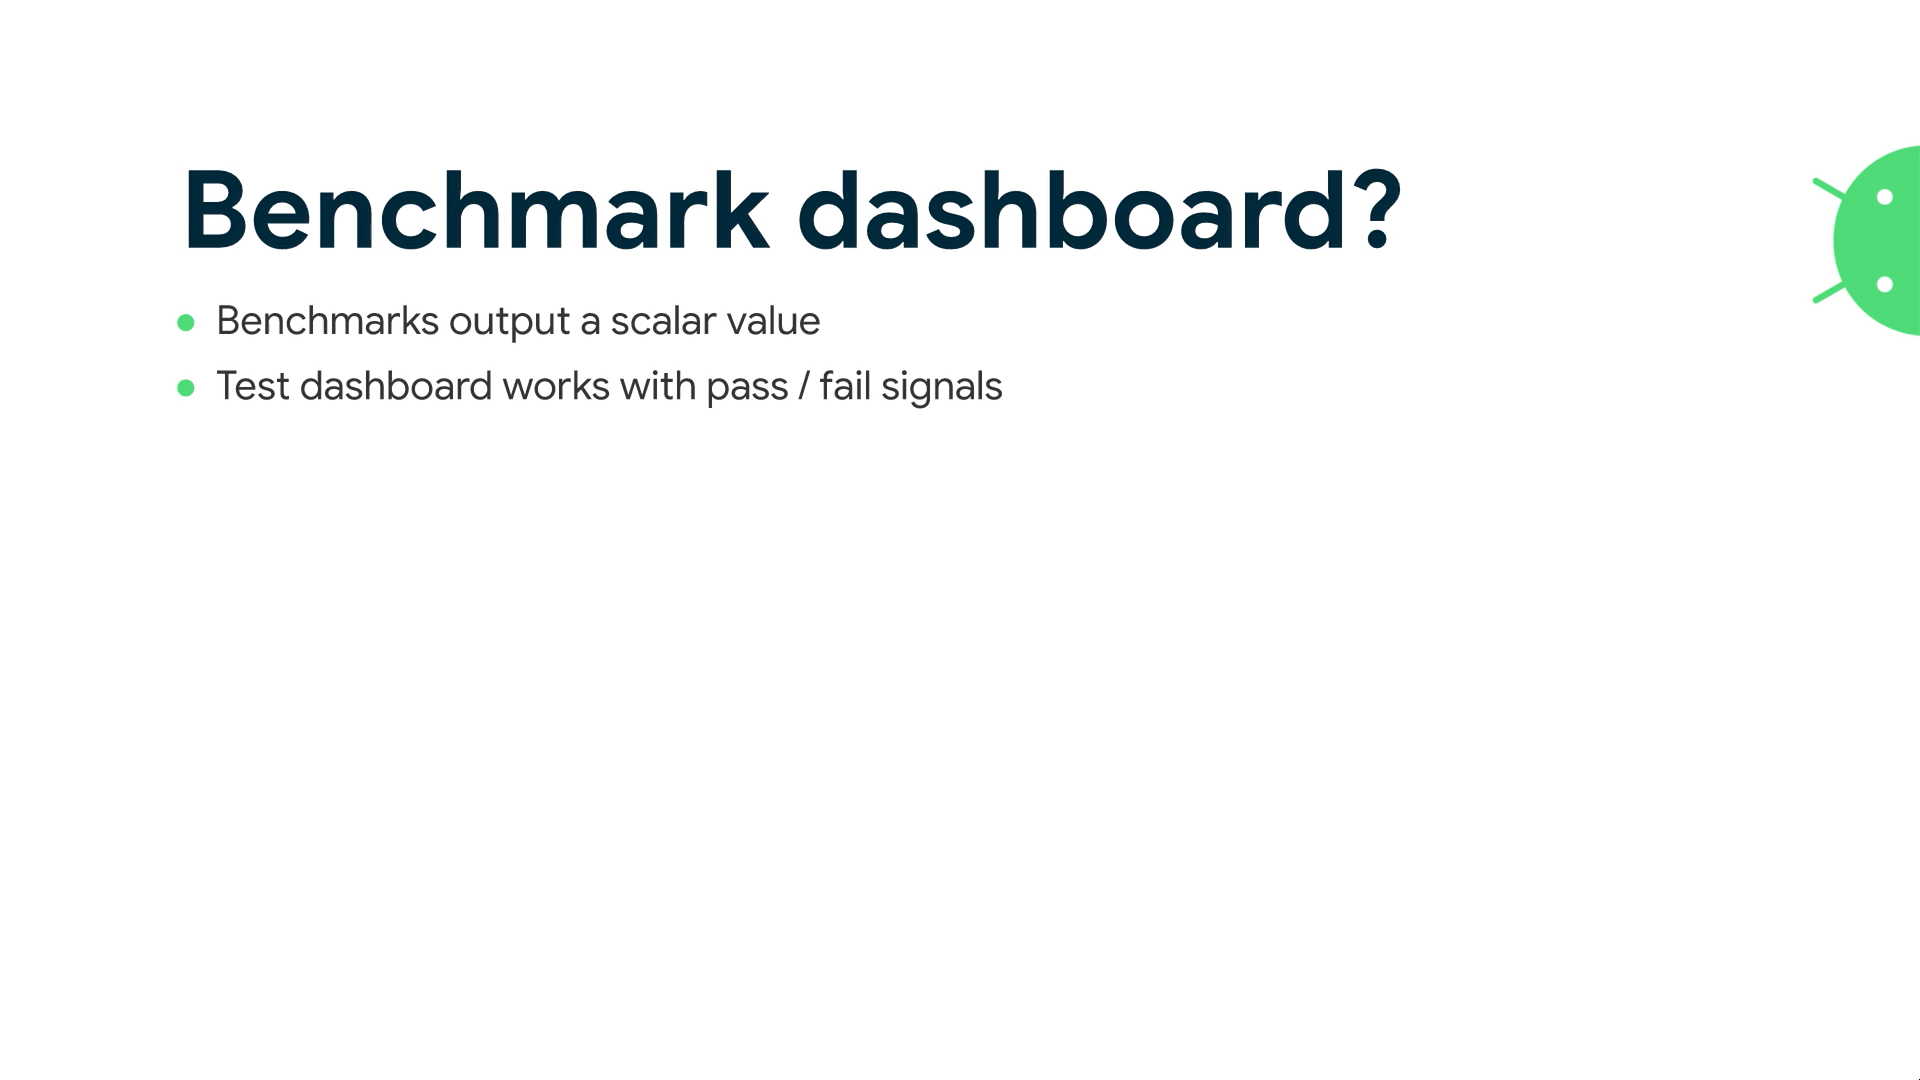 Benchmark dashboard?
Benchmarks output a scalar value
Test dashboard works with pass / fail signals